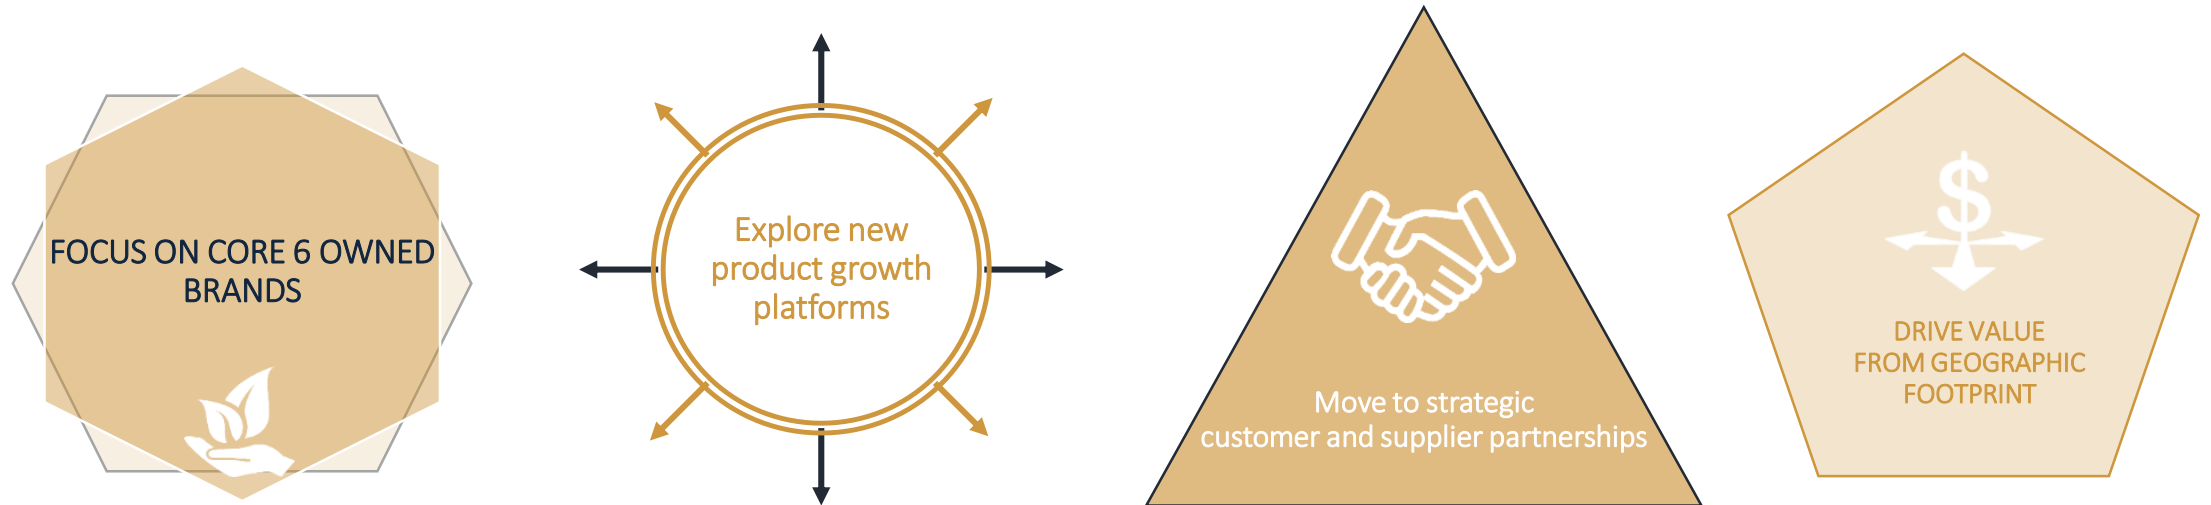 FOCUS ON CORE 6 OWNED
BRANDS
Explore new
product growth
platforms
Move to strategic
customer and supplier partnerships
$
DRIVE VALUE
FROM GEOGRAPHIC
FOOTPRINT